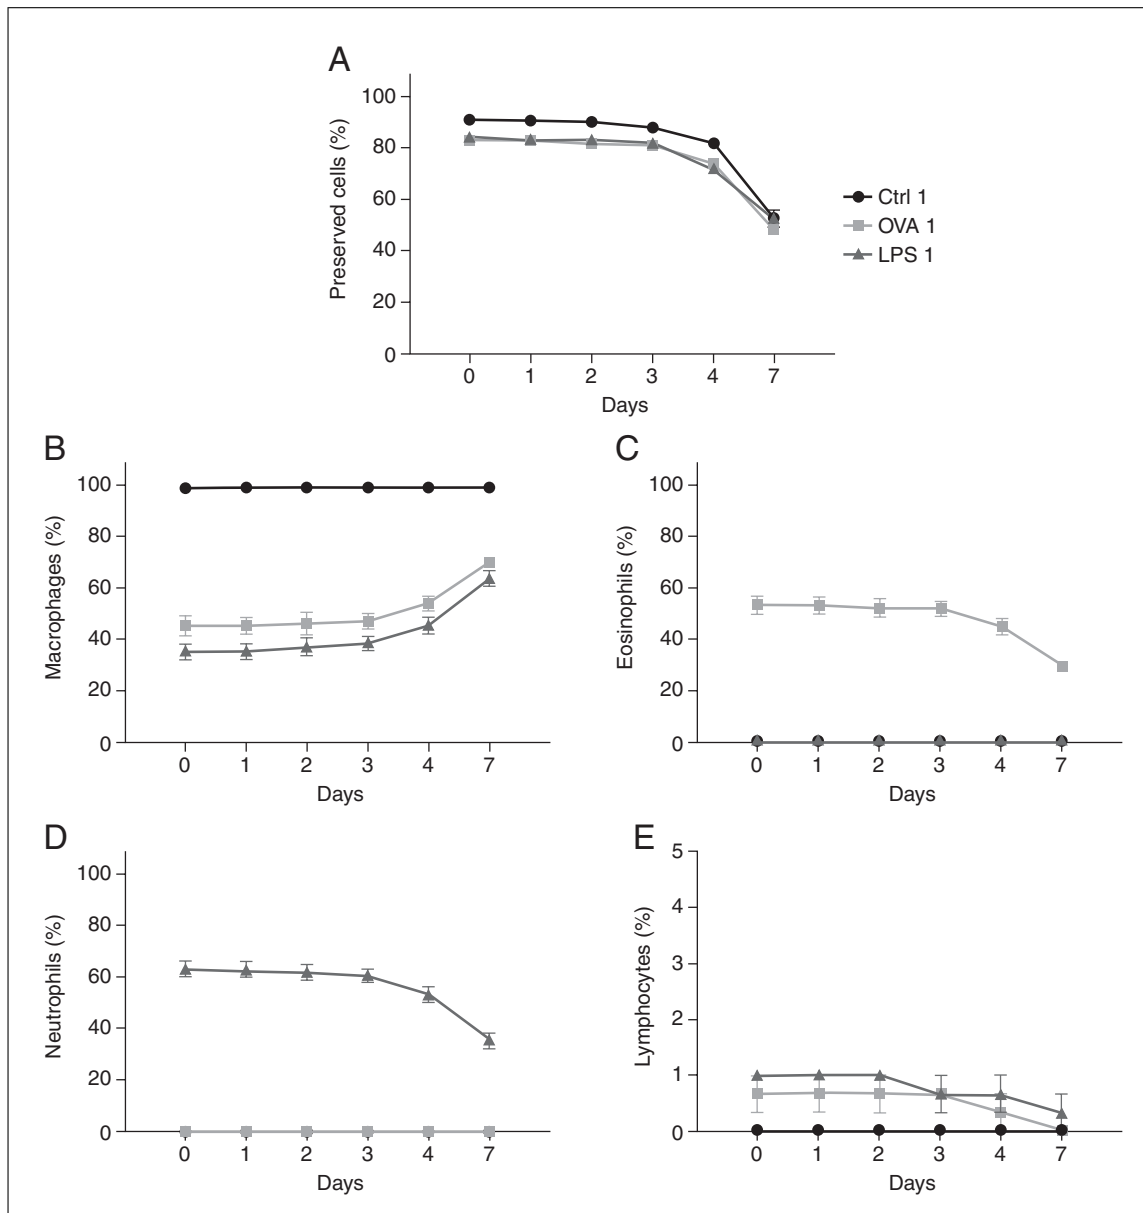 A
Preserved cells (%)
100
80
60
40
20
0
0 1 2 3 4 7
Days
Ctrl 1
OVA 1
LPS 1
B
Macrophages (%)
100
80
60
40
20
0
0 1 2 3 4 7
Days
C
Eosinophils (%)
100
80
60
40
20
0
0 1 2 3 4 7
Days
D
Neutrophils (%)
100
80
60
40
20
0
0 1 2 3 4 7
Days
E
Lymphocytes (%)
5
4
3
2
1
0
0 1 2 3 4 7
Days